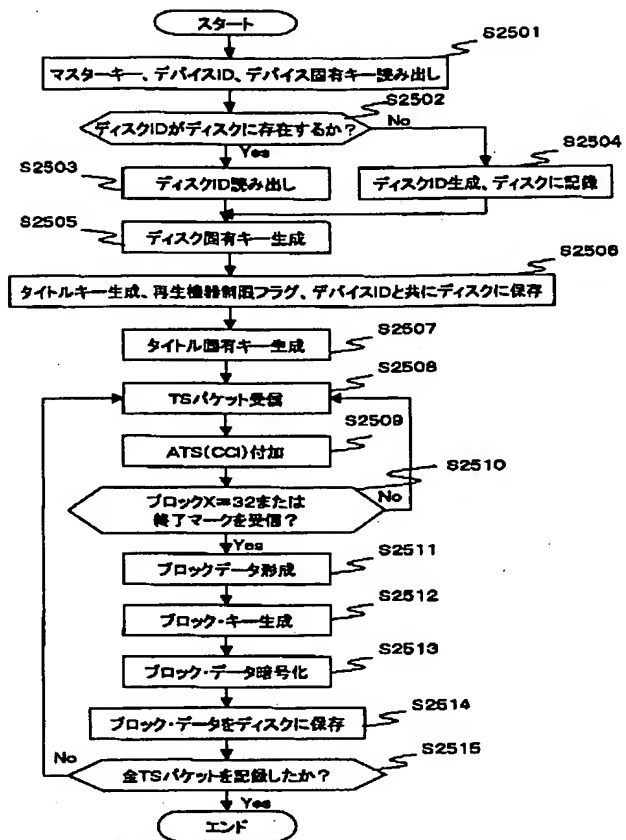 スタート
S2501
マスターキー、デバイスID、デバイス固有キー読み出し
S2502
ディスクIDがディスクに存在するか?
No
Yes
S2503
ディスクID読み出し
S2504
ディスクID生成、ディスクに記録
S2505
ディスク固有キー生成
S2506
タイトルキー生成、再生機器制限フラグ、デバイスIDと共にディスクに保存
S2507
タイトル固有キー生成
S2508
TSパケット受信
S2509
ATS(CCI)付加
S2510
ブロックX=32または
終了マークを受信?
No
Yes
S2511
ブロックデータ形成
S2512
ブロック・キー生成
S2513
ブロック・データ暗号化
S2514
ブロック・データをディスクに保存
S2515
No
全TSパケットを記録したか?
Yes
エンド